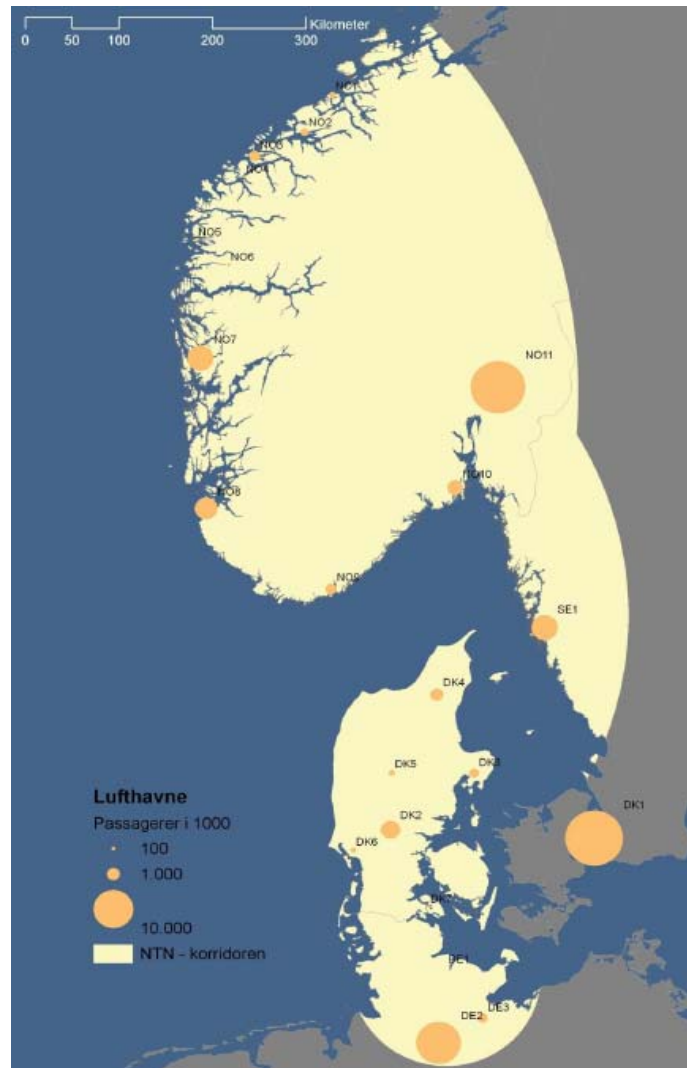 Kilometer
0 50 100 200 300
NO1
NO2
NO3
NO4
NO5
NO6
NO7
NO11
NO10
NO8
NO9
SE1
DK4
DK5
DK3
DK1
DK2
DK6
DK7
DE1
DE3
DE2
Lufthavne
Passagerer i 1000
100
1.000
10.000
NTN - korridoren